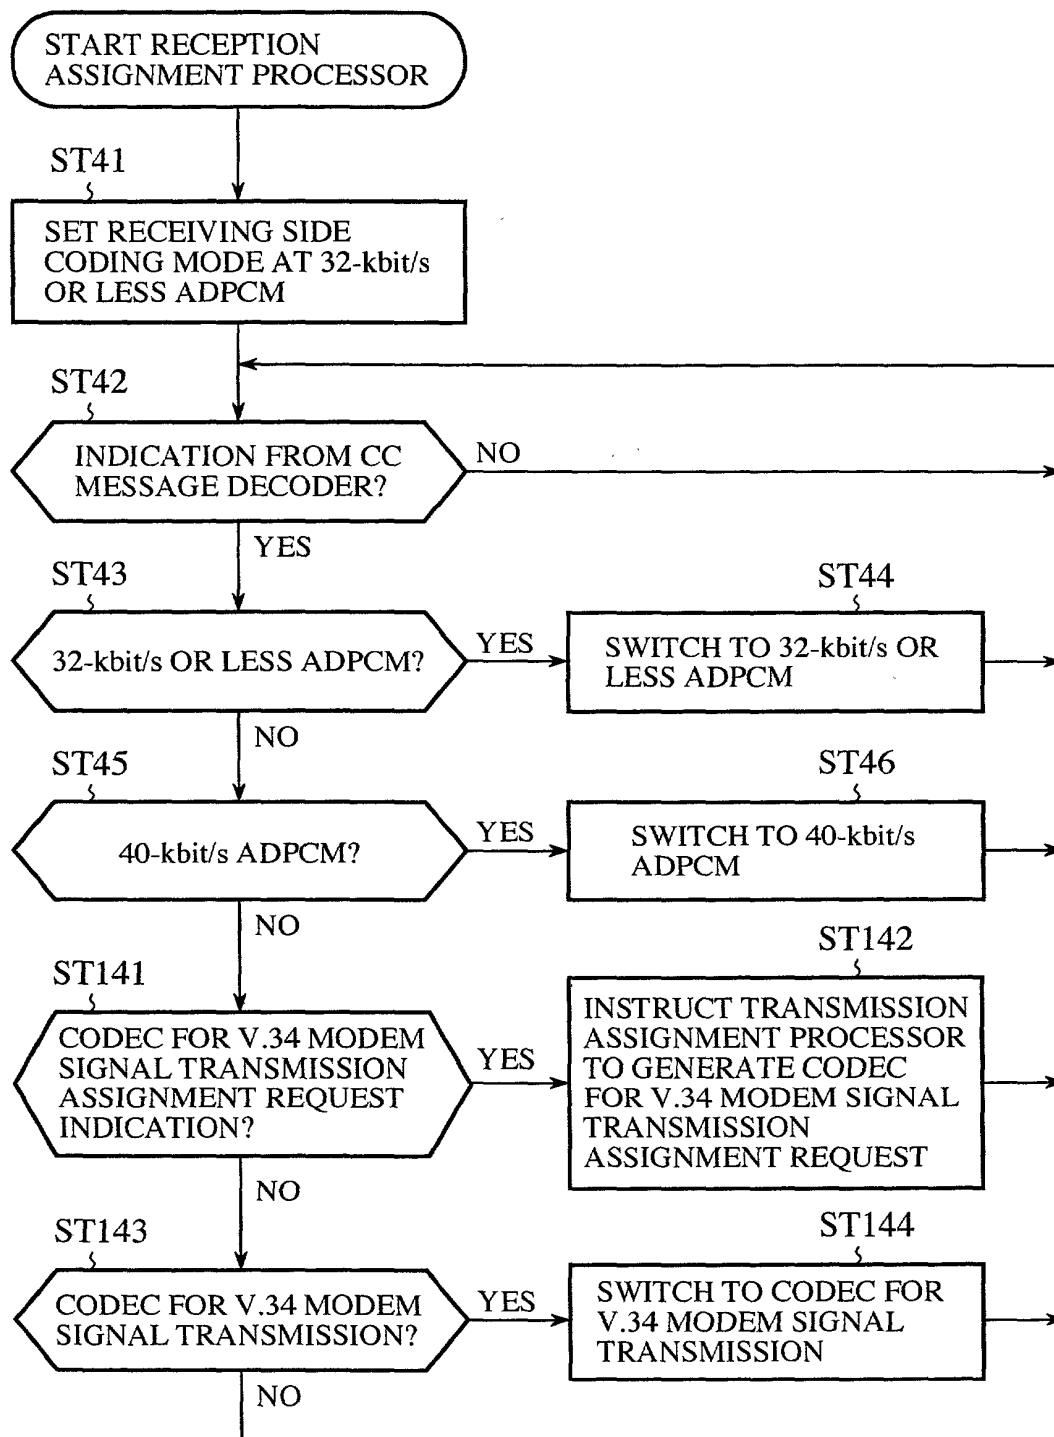 START RECEPTION
ASSIGNMENT PROCESSOR
ST41
SET RECEIVING SIDE
CODING MODE AT 32-kbit/s
OR LESS ADPCM
ST42
INDICATION FROM CC
MESSAGE DECODER?
NO
YES
ST43
32-kbit/s OR LESS ADPCM?
YES
ST44
SWITCH TO 32-kbit/s OR
LESS ADPCM
NO
ST45
40-kbit/s ADPCM?
YES
ST46
SWITCH TO 40-kbit/s
ADPCM
NO
ST141
CODEC FOR V.34 MODEM
SIGNAL TRANSMISSION
ASSIGNMENT REQUEST
INDICATION?
YES
ST142
INSTRUCT TRANSMISSION
ASSIGNMENT PROCESSOR
TO GENERATE CODEC
FOR V.34 MODEM SIGNAL
TRANSMISSION
ASSIGNMENT REQUEST
NO
ST143
CODEC FOR V.34 MODEM
SIGNAL TRANSMISSION?
YES
ST144
SWITCH TO CODEC FOR
V.34 MODEM SIGNAL
TRANSMISSION
NO